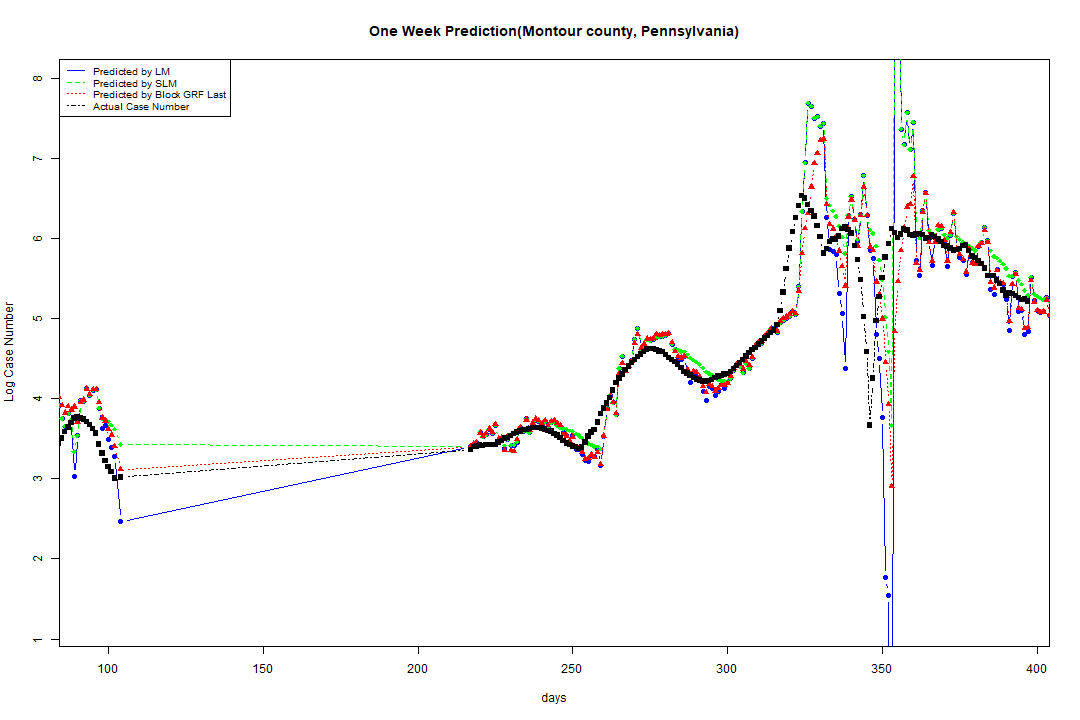 One Week Prediction(Montour county, Pennsylvania)
Predicted by LM
Predicted by SLM
Predicted by Block GRF Last
Actual Case Number
Log Case Number
8
7
6
5
4
3
2
1
100 150 200 250 300 350 400
days